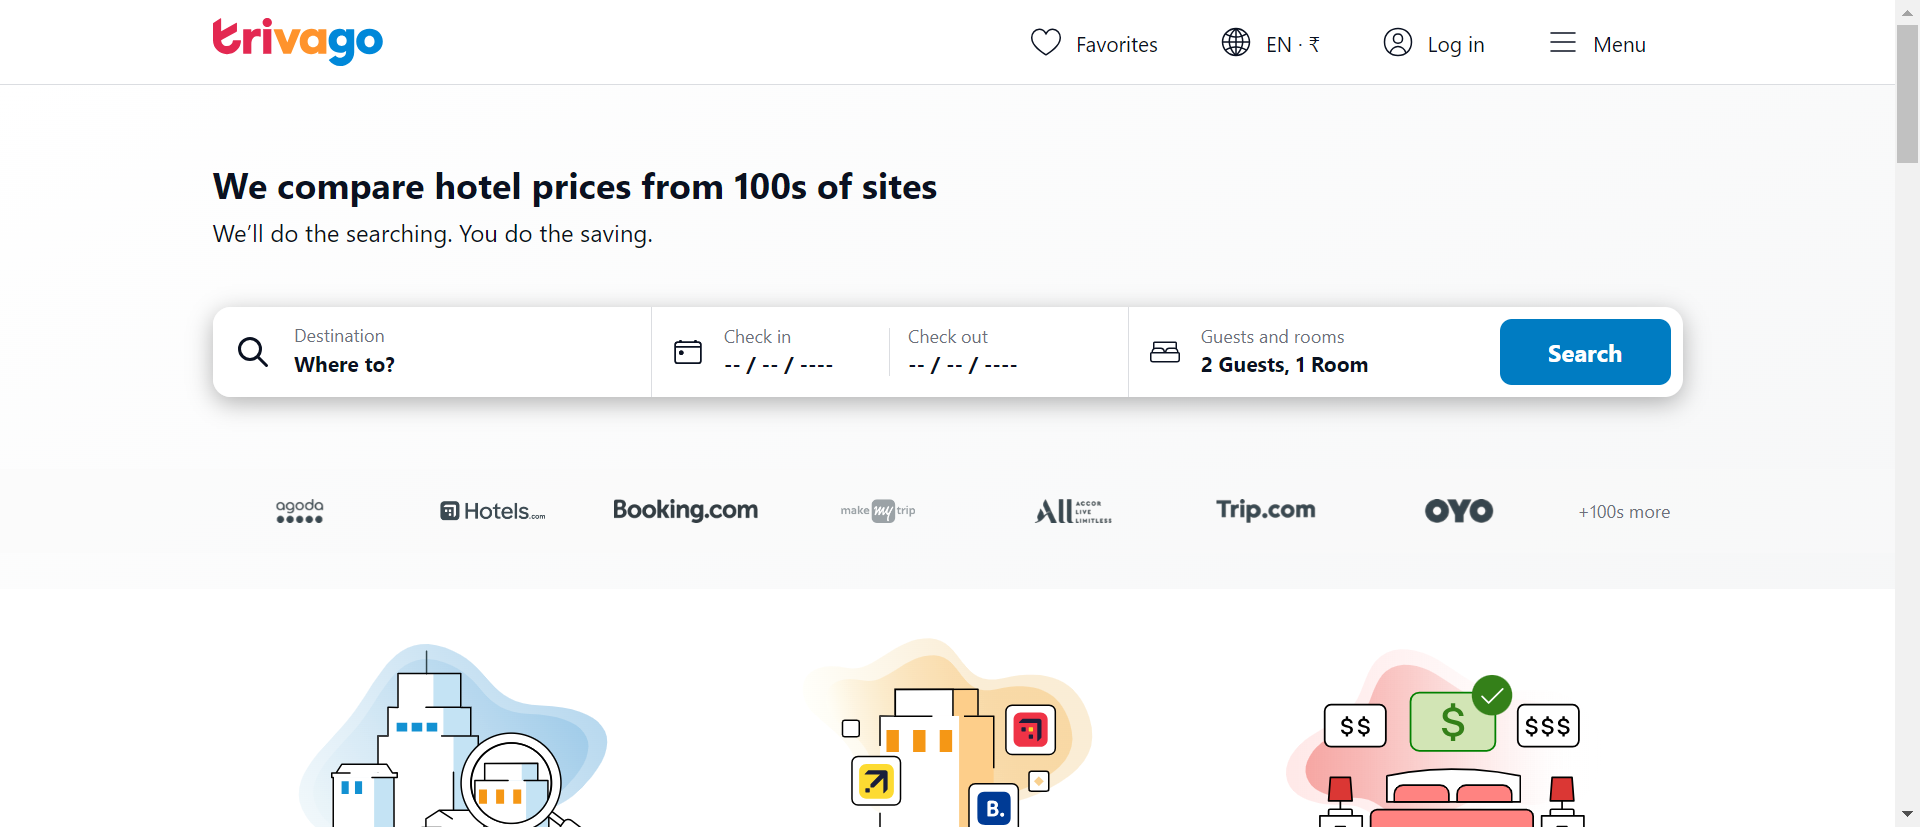 trivago
Favorites
EN · ₹
Log in
Menu
We compare hotel prices from 100s of sites
We’ll do the searching. You do the saving.
Destination
Where to?
Check in
-- / -- / ----
Check out
-- / -- / ----
Guests and rooms
2 Guests, 1 Room
Search
agoda
Hotels.com
Booking.com
make my trip
ALL ACCOR LIVE LIMITLESS
Trip.com
OYO
+100s more
$$
$
$$$
B.